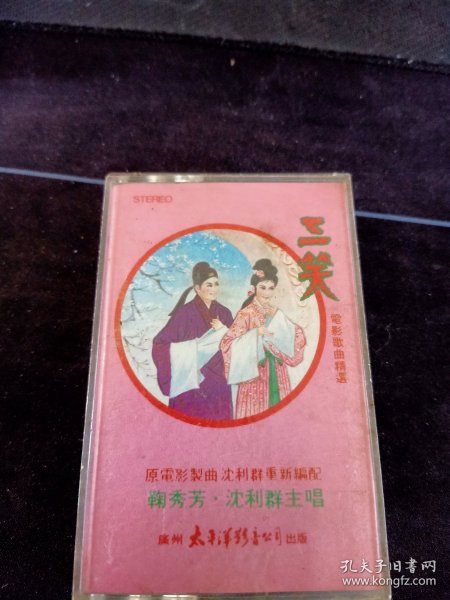 STEREO
三笑
電影歌曲精選
原電影製曲沈利群重新編配
鞠秀芳·沈利群主唱
廣州太平洋影音公司出版
孔夫子旧书网
www.kongfz.com